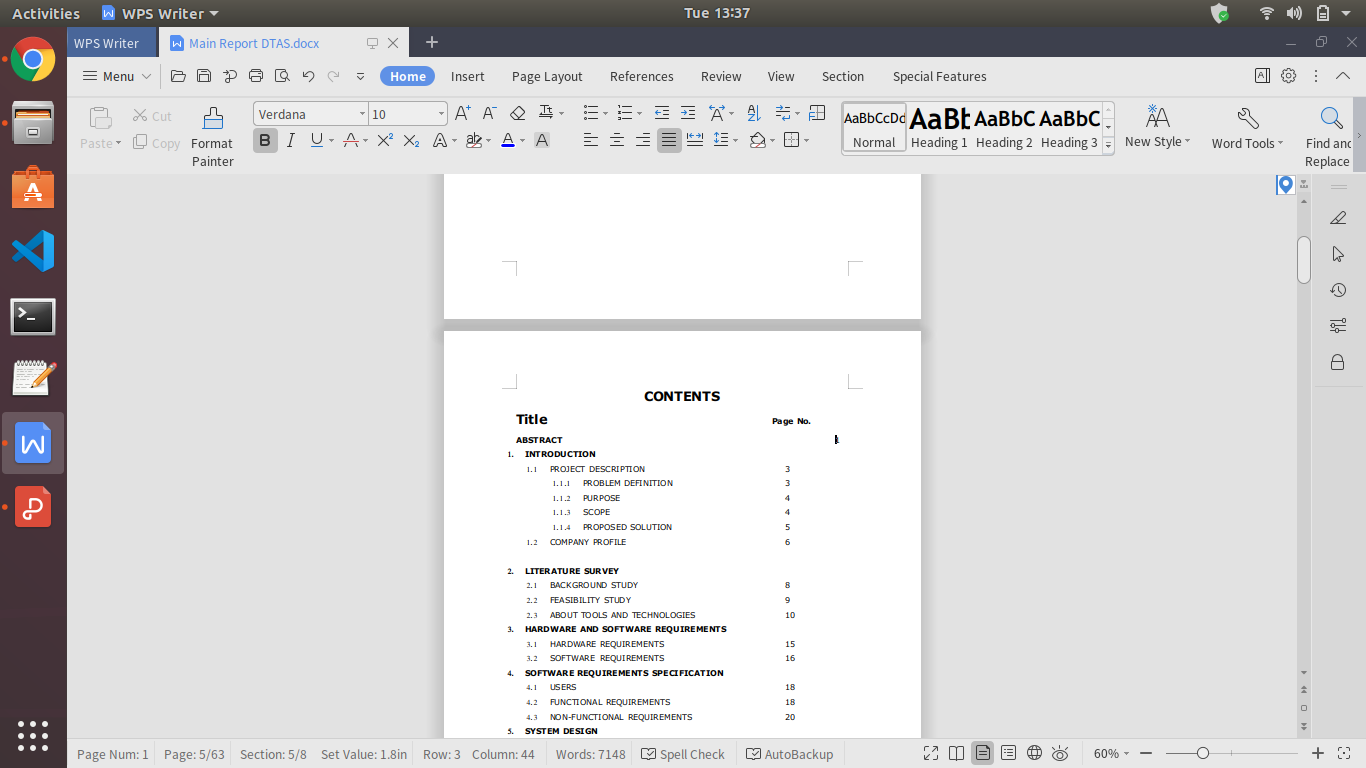 Activities WPS Writer Tue 13:37
WPS Writer Main Report DTAS.docx
Menu Home Insert Page Layout References Review View Section Special Features
Paste Cut Copy Format Painter Verdana 10 AaBbCcDd Normal AaBb Heading 1 AaBbC Heading 2 AaBbC Heading 3 New Style Word Tools Find and Replace
CONTENTS
Title Page No.
ABSTRACT
1. INTRODUCTION
1.1 PROJECT DESCRIPTION 3
1.1.1 PROBLEM DEFINITION 3
1.1.2 PURPOSE 4
1.1.3 SCOPE 4
1.1.4 PROPOSED SOLUTION 5
1.2 COMPANY PROFILE 6
2. LITERATURE SURVEY
2.1 BACKGROUND STUDY 8
2.2 FEASIBILITY STUDY 9
2.3 ABOUT TOOLS AND TECHNOLOGIES 10
3. HARDWARE AND SOFTWARE REQUIREMENTS
3.1 HARDWARE REQUIREMENTS 15
3.2 SOFTWARE REQUIREMENTS 16
4. SOFTWARE REQUIREMENTS SPECIFICATION
4.1 USERS 18
4.2 FUNCTIONAL REQUIREMENTS 18
4.3 NON-FUNCTIONAL REQUIREMENTS 20
5. SYSTEM DESIGN
Page Num: 1 Page: 5/63 Section: 5/8 Set Value: 1.8in Row: 3 Column: 44 Words: 7148 Spell Check AutoBackup 60%